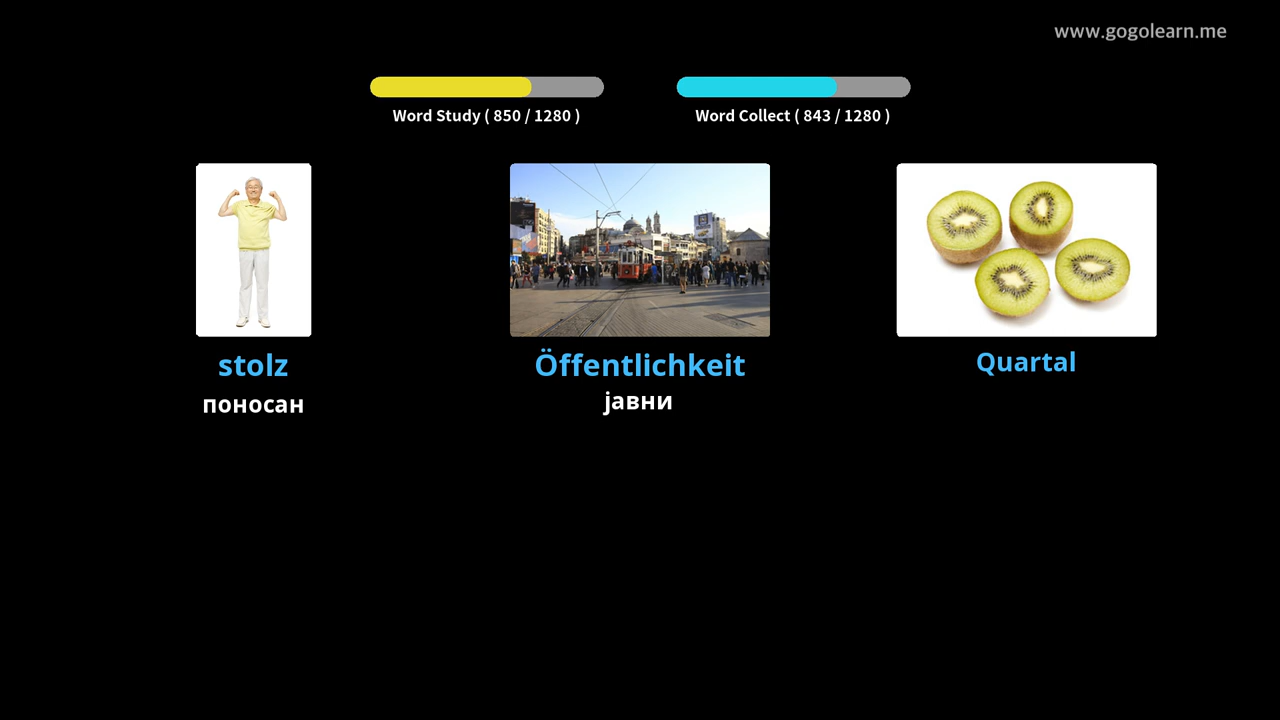 www.gogolearn.me
Word Study ( 850 / 1280 )
Word Collect ( 843 / 1280 )
stolz
поносан
Öffentlichkeit
јавни
Quartal